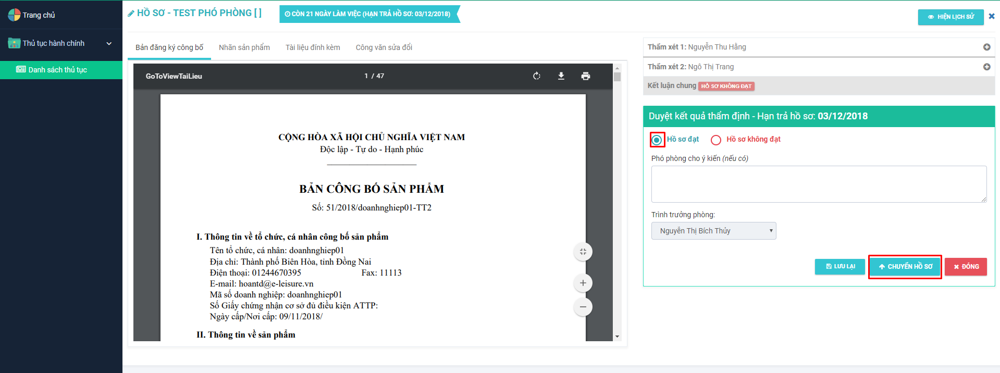 Trang chủ
Thủ tục hành chính
Danh sách thủ tục
HỒ SƠ - TEST PHÓ PHÒNG [ ]
CÒN 21 NGÀY LÀM VIỆC (HẠN TRẢ HỒ SƠ: 03/12/2018)
HIỆN LỊCH SỬ
Bản đăng ký công bố
Nhãn sản phẩm
Tài liệu đính kèm
Công văn sửa đổi
GoToViewTaiLieu
1 / 47
CỘNG HÒA XÃ HỘI CHỦ NGHĨA VIỆT NAM
Độc lập - Tự do - Hạnh phúc
BẢN CÔNG BỐ SẢN PHẨM
Số: 51/2018/doanhnghiep01-TT2
I. Thông tin về tổ chức, cá nhân công bố sản phẩm
Tên tổ chức, cá nhân: doanhnghiep01
Địa chỉ: Thành phố Biên Hòa, tỉnh Đồng Nai
Điện thoại: 01244670395 Fax: 11113
E-mail: hoantd@e-leisure.vn
Mã số doanh nghiệp: doanhnghiep01
Số Giấy chứng nhận cơ sở đủ điều kiện ATTP:
Ngày cấp/Nơi cấp: 09/11/2018/
II. Thông tin về sản phẩm
Thẩm xét 1: Nguyễn Thu Hằng
Thẩm xét 2: Ngô Thị Trang
Kết luận chung HỒ SƠ KHÔNG ĐẠT
Duyệt kết quả thẩm định - Hạn trả hồ sơ: 03/12/2018
Hồ sơ đạt
Hồ sơ không đạt
Phó phòng cho ý kiến (nếu có)
Trình trưởng phòng:
Nguyễn Thị Bích Thủy
LƯU LẠI
CHUYỂN HỒ SƠ
ĐÓNG